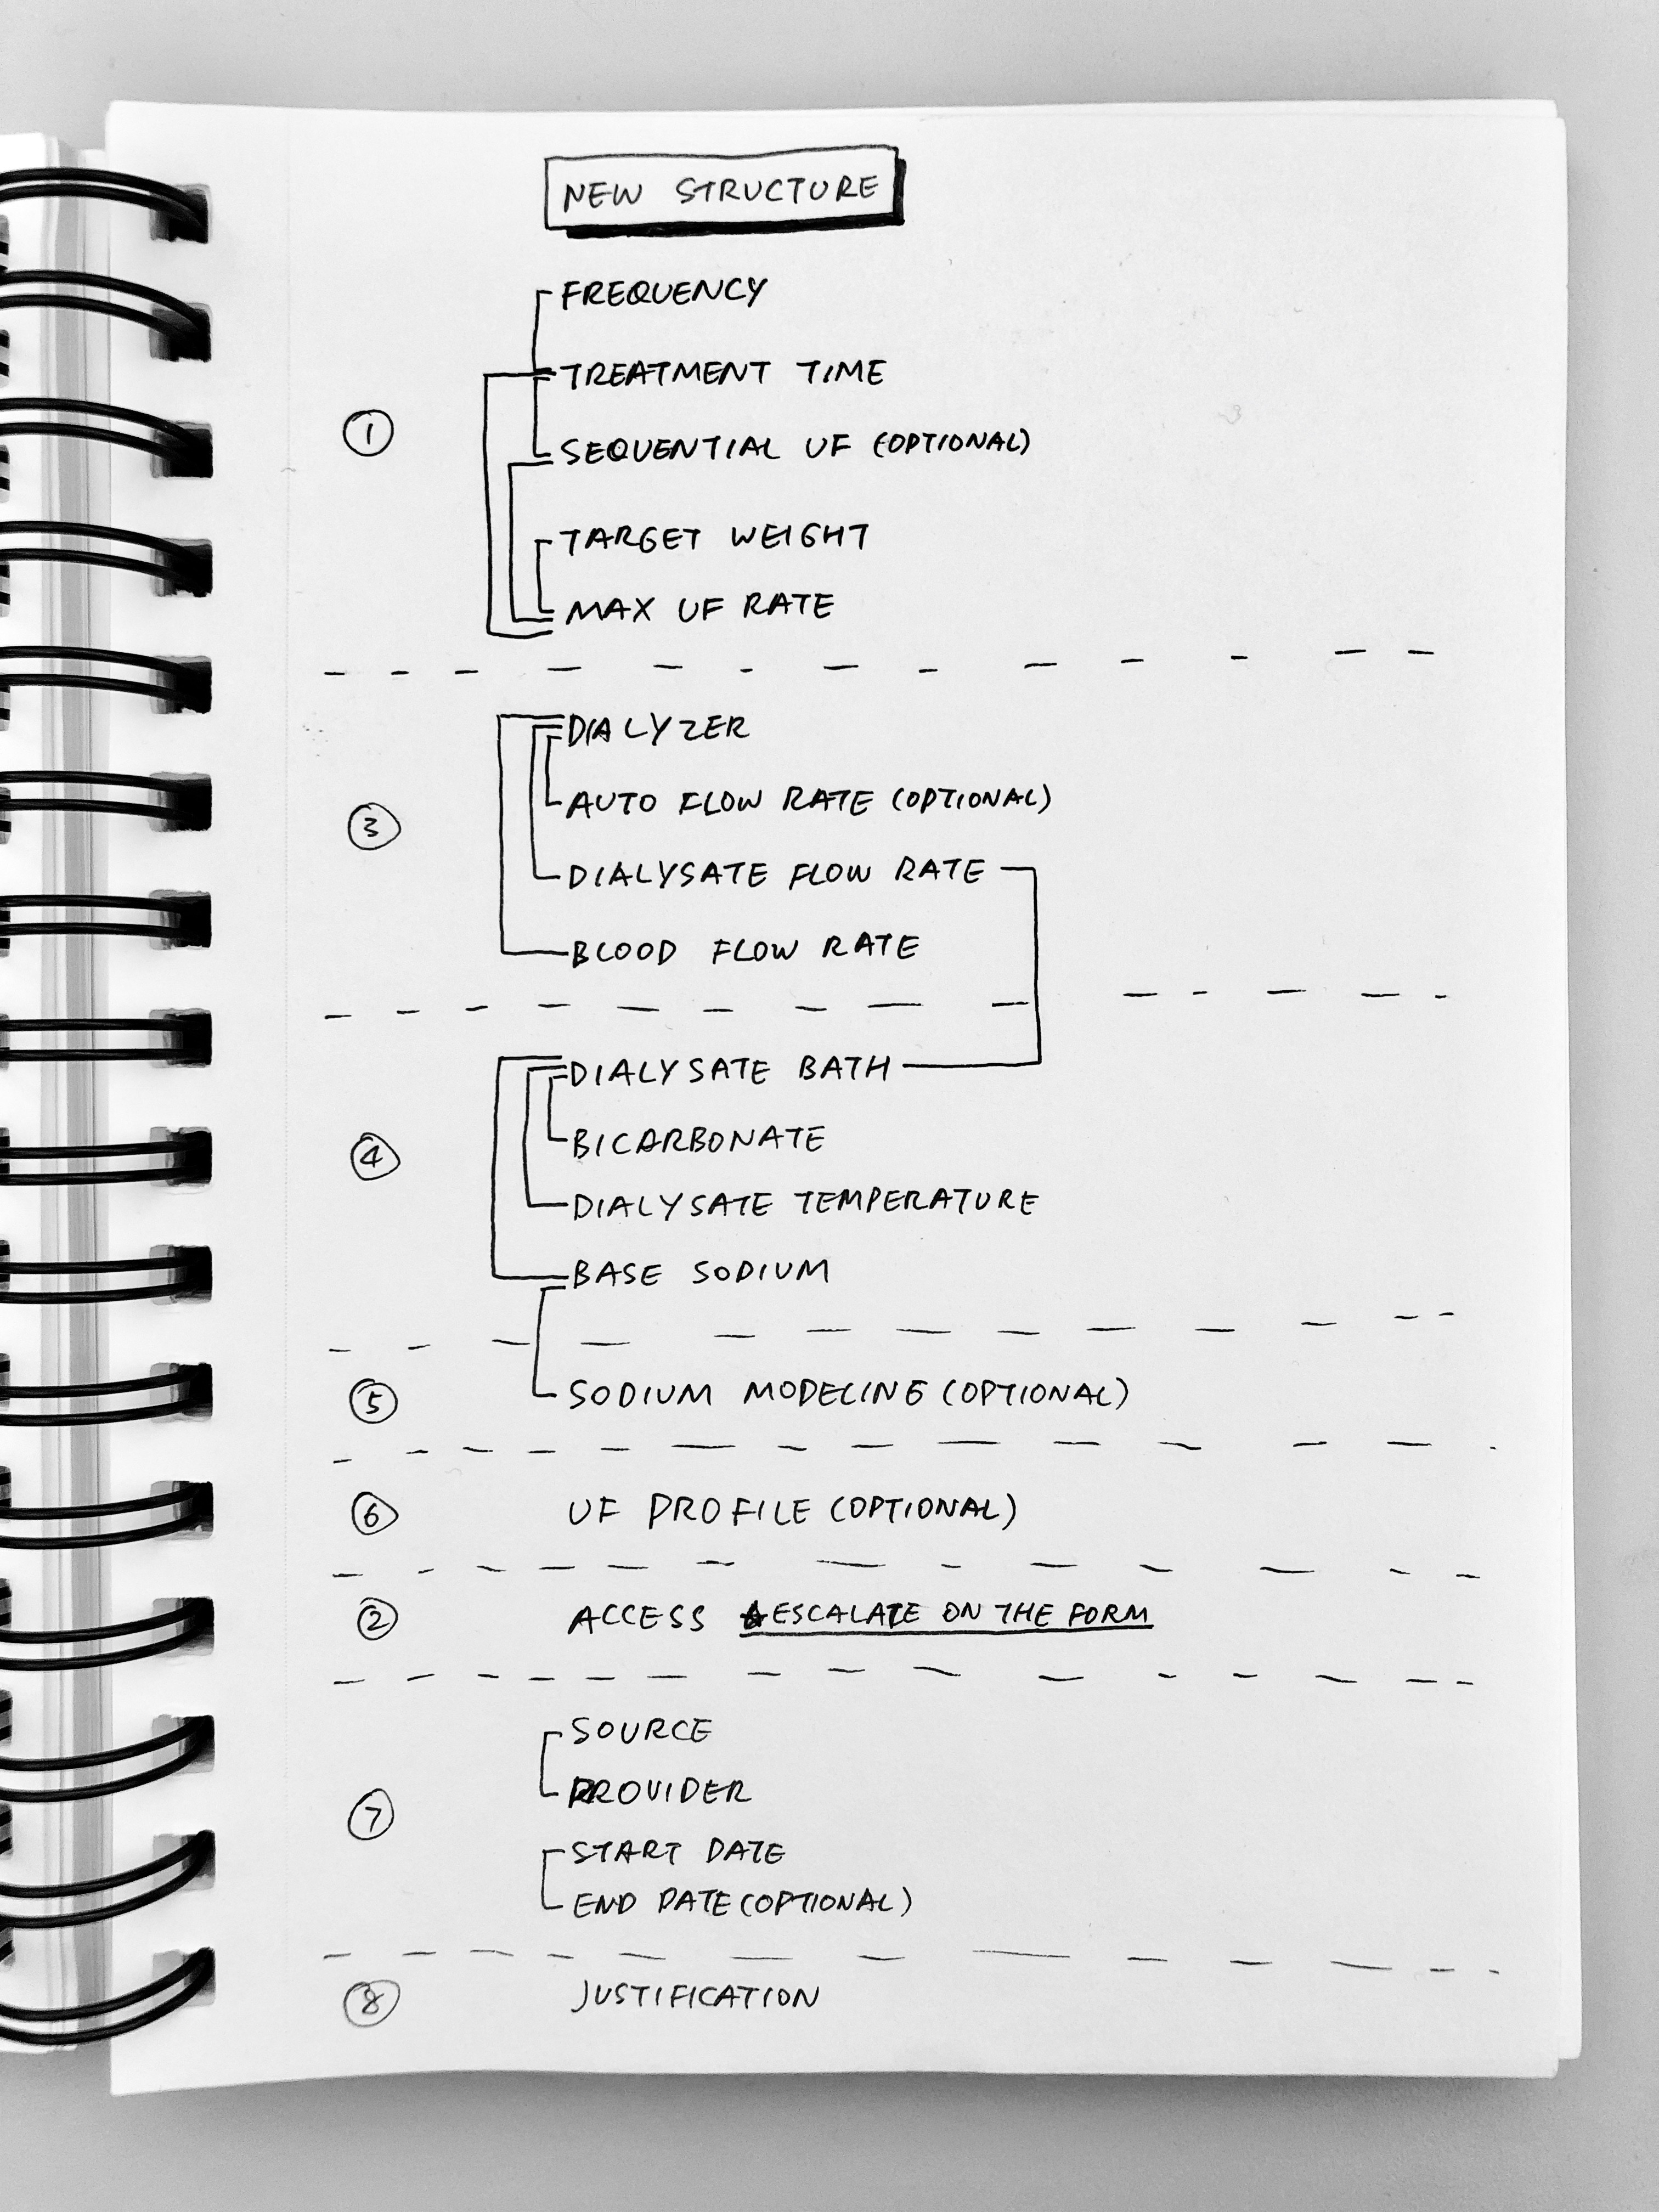 NEW STRUCTURE
FREQUENCY
TREATMENT TIME
1
SEQUENTIAL UF (OPTIONAL)
TARGET WEIGHT
MAX UF RATE
DIALYZER
AUTO FLOW RATE (OPTIONAL)
3
DIALYSATE FLOW RATE
BLOOD FLOW RATE
DIALYSATE BATH
BICARBONATE
4
DIALYSATE TEMPERATURE
BASE SODIUM
5 SODIUM MODELING (OPTIONAL)
6 UF PROFILE (OPTIONAL)
2 ACCESS ESCALATE ON THE FORM
SOURCE
PROVIDER
7
START DATE
END DATE (OPTIONAL)
8 JUSTIFICATION